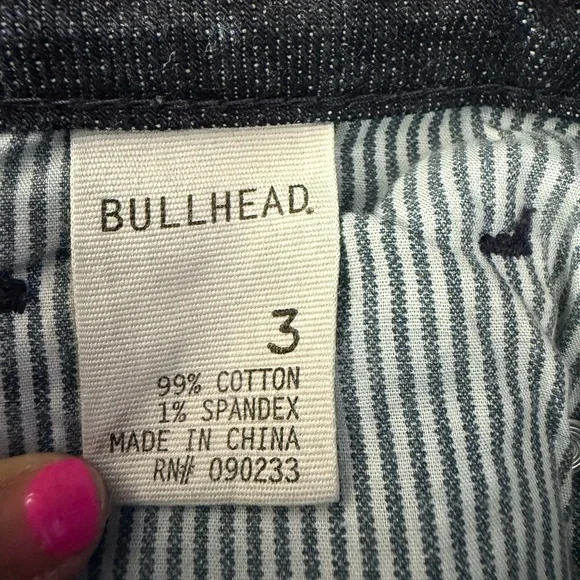 BULLHEAD.
3
99% COTTON
1% SPANDEX
MADE IN CHINA
RN# 090233